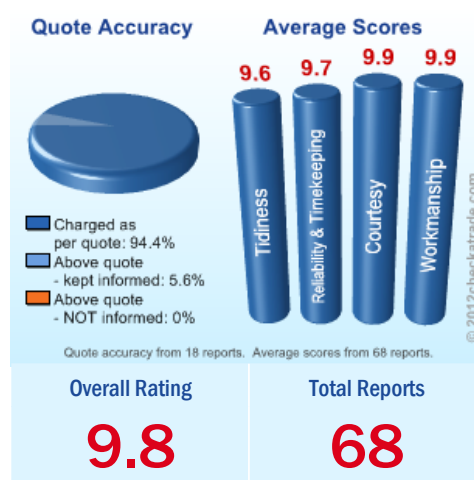 Quote Accuracy
Charged as
per quote: 94.4%
Above quote
- kept informed: 5.6%
Above quote
- NOT informed: 0%
Average Scores
9.6
9.7
9.9
9.9
Tidiness
Reliability & Timekeeping
Courtesy
Workmanship
© 2012checkatrade.com
Quote accuracy from 18 reports. Average scores from 68 reports.
Overall Rating
9.8
Total Reports
68